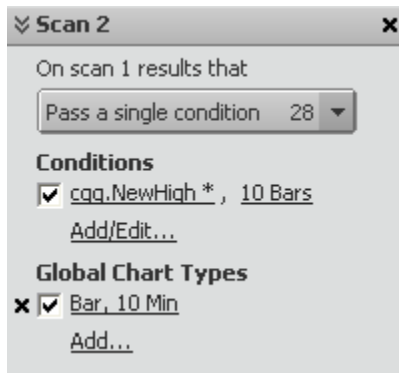 Scan 2
On scan 1 results that
Pass a single condition 28
Conditions
cqg.NewHigh * , 10 Bars
Add/Edit...
Global Chart Types
Bar, 10 Min
Add...